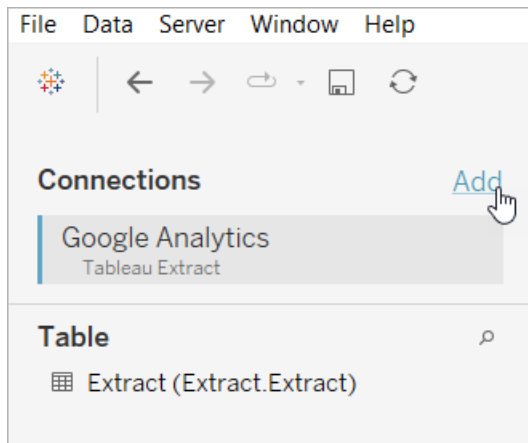 File Data Server Window Help
Connections Add
Google Analytics
Tableau Extract
Table
Extract (Extract.Extract)